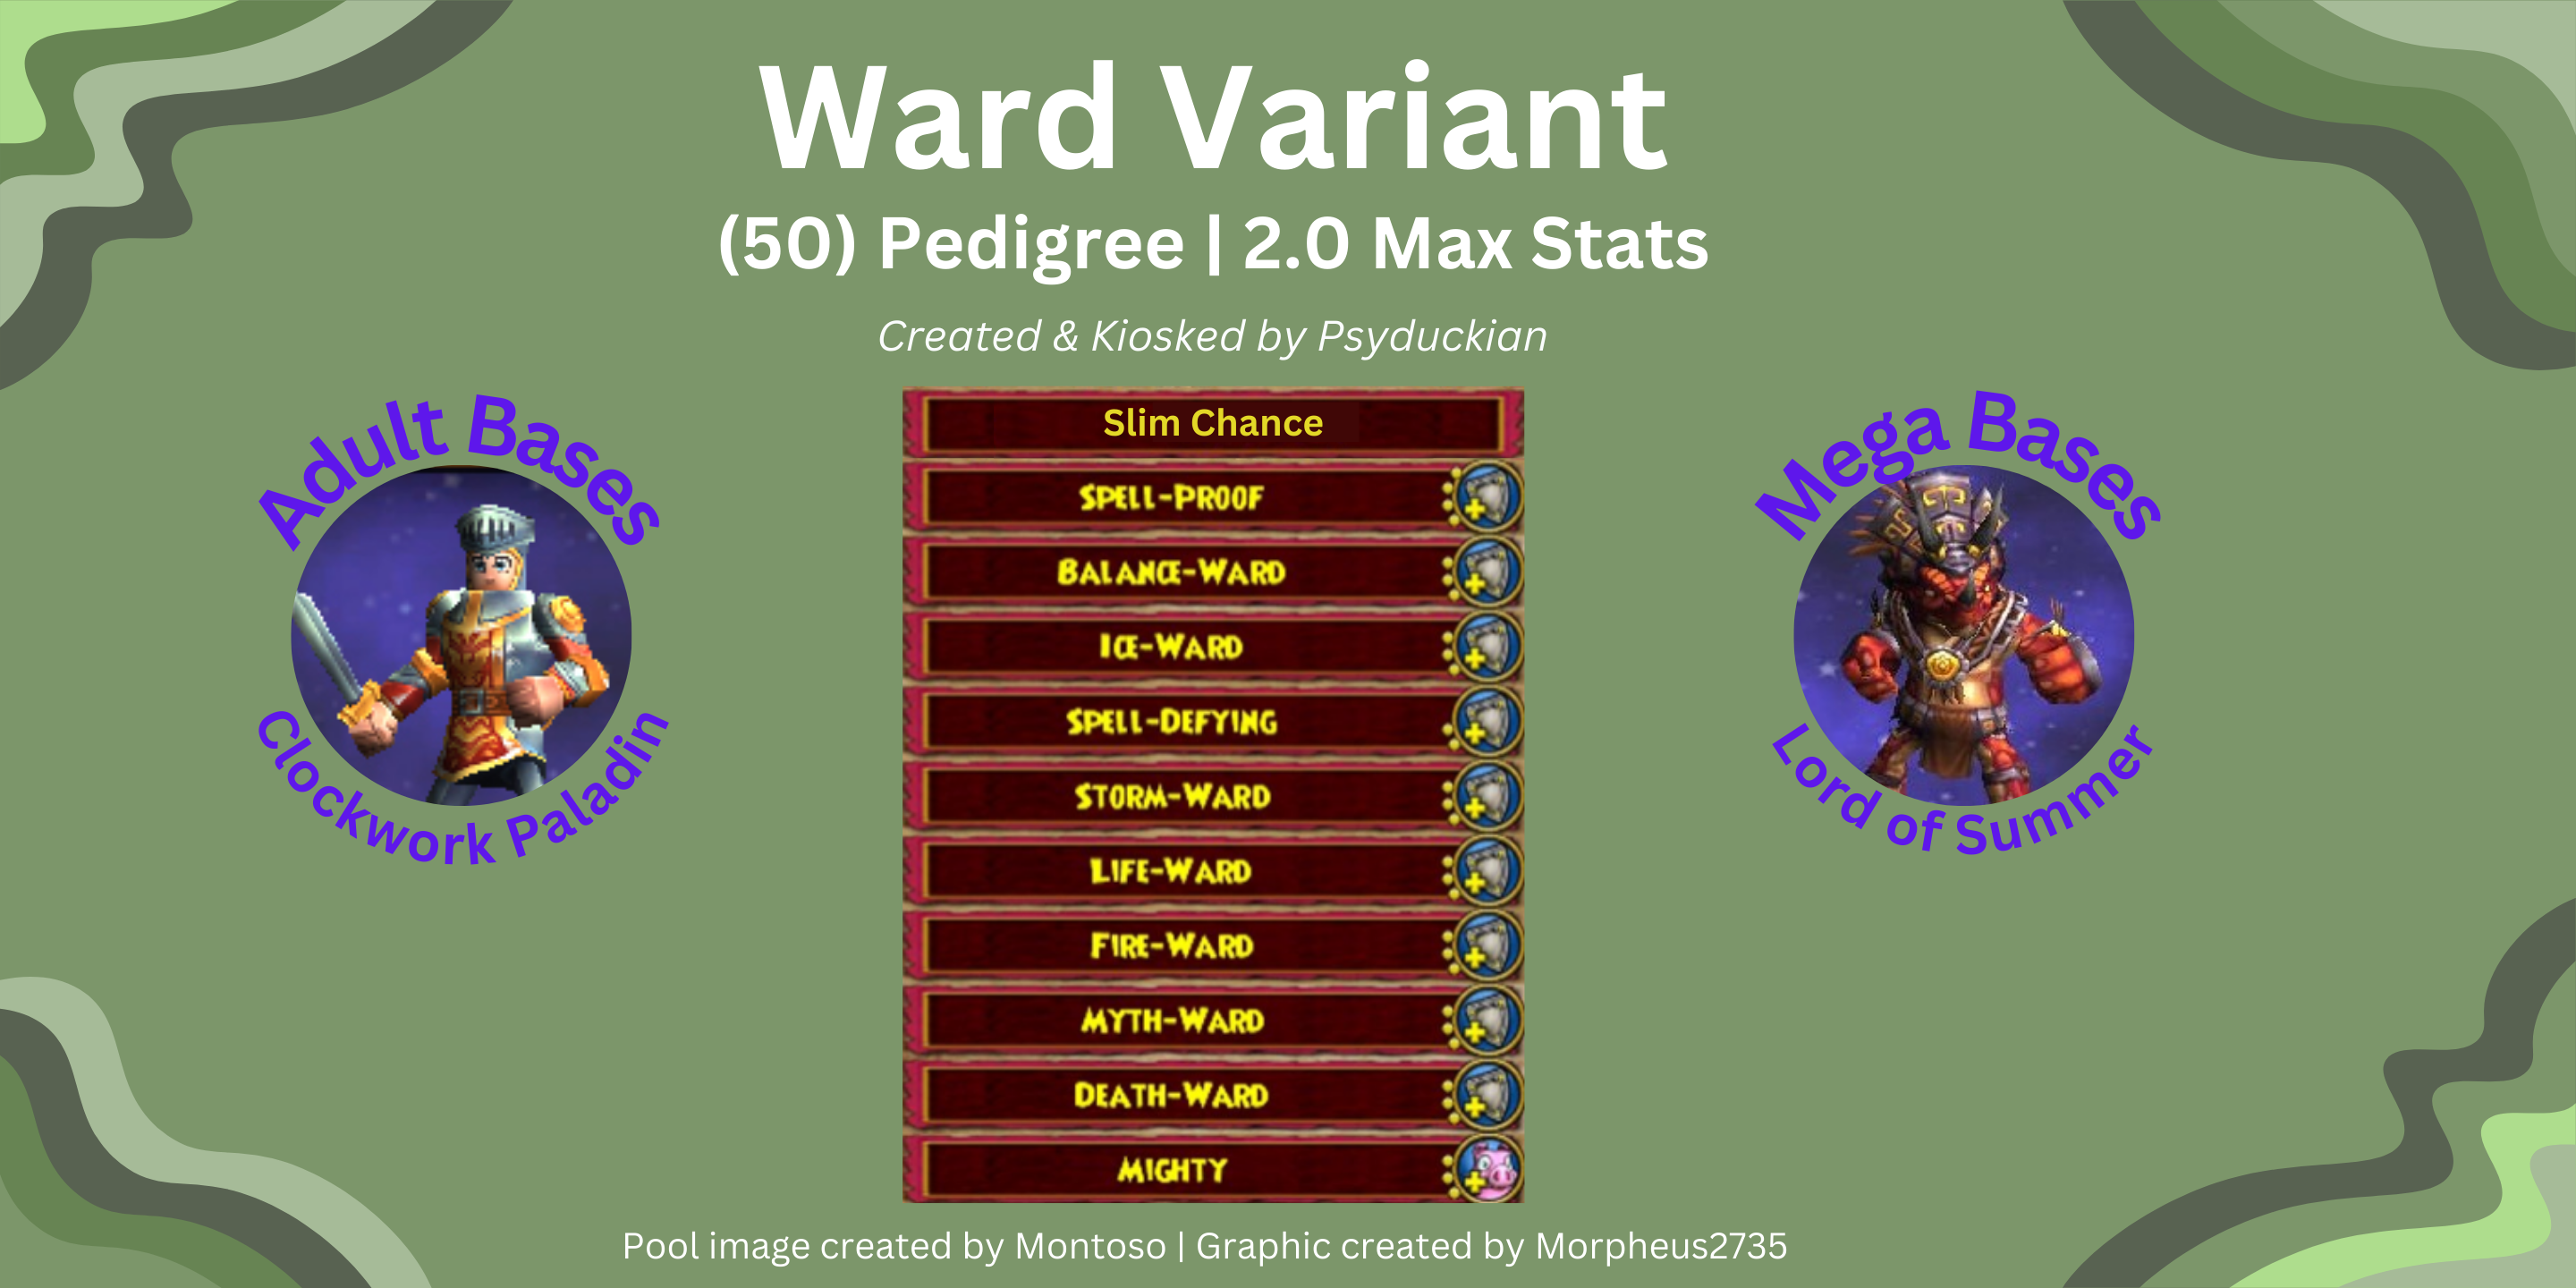 Ward Variant
(50) Pedigree | 2.0 Max Stats
Created & Kiosked by Psyduckian
Adult Bases
Clockwork Paladin
Slim Chance
Spell-Proof
Balance-Ward
Ice-Ward
Spell-Defying
Storm-Ward
Life-Ward
Fire-Ward
Myth-Ward
Death-Ward
Mighty
Mega Bases
Lord of Summer
Pool image created by Montoso | Graphic created by Morpheus2735